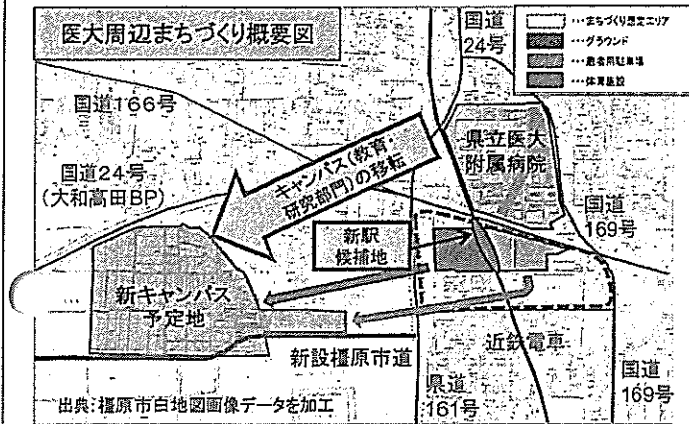 医大周辺まちづくり概要図
国道
24号
…まちづくり想定エリア
…グラウンド
…患者用駐車場
…体育施設
国道166号
県立医大
附属病院
キャンパス(教育
研究部門)の移転
国道24号
(大和高田BP)
国道
169号
新駅
候補地
新キャンパス
予定地
近鉄電車
新設橿原市道
県道
161号
国道
169号
出典:橿原市白地図画像データを加工